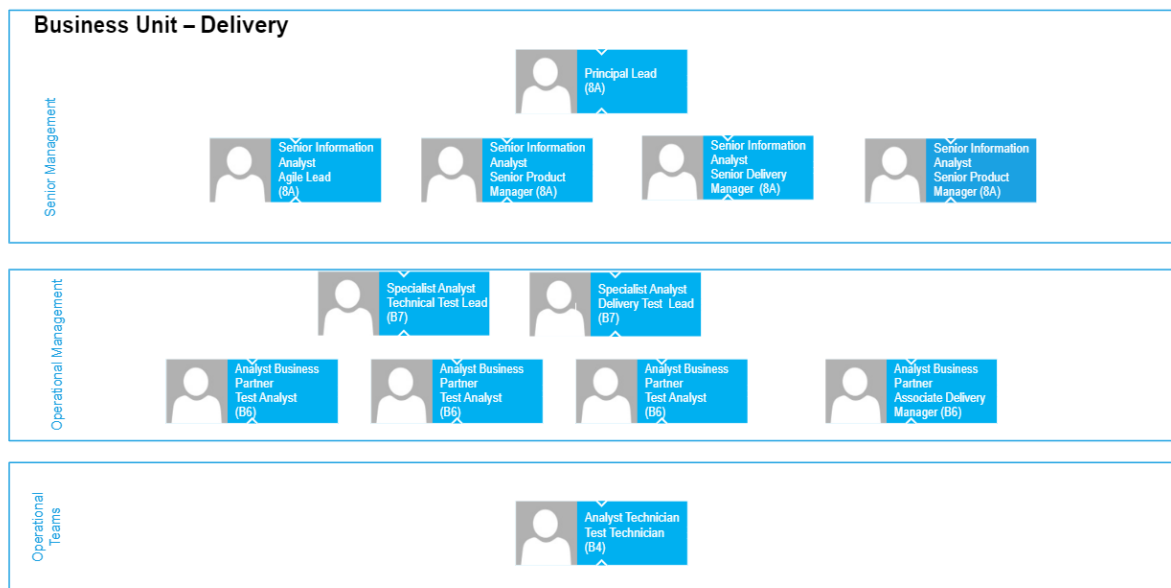 Business Unit – Delivery
Senior Management
Principal Lead
(8A)
Senior Information
Analyst
Agile Lead
(8A)
Senior Information
Analyst
Senior Product
Manager (8A)
Senior Information
Analyst
Senior Delivery
Manager (8A)
Senior Information
Analyst
Senior Product
Manager (8A)
Operational Management
Specialist Analyst
Technical Test Lead
(B7)
Specialist Analyst
Delivery Test Lead
(B7)
Analyst Business
Partner
Test Analyst
(B6)
Analyst Business
Partner
Test Analyst
(B6)
Analyst Business
Partner
Test Analyst
(B6)
Analyst Business
Partner
Associate Delivery
Manager (B6)
Operational
Teams
Analyst Technician
Test Technician
(B4)